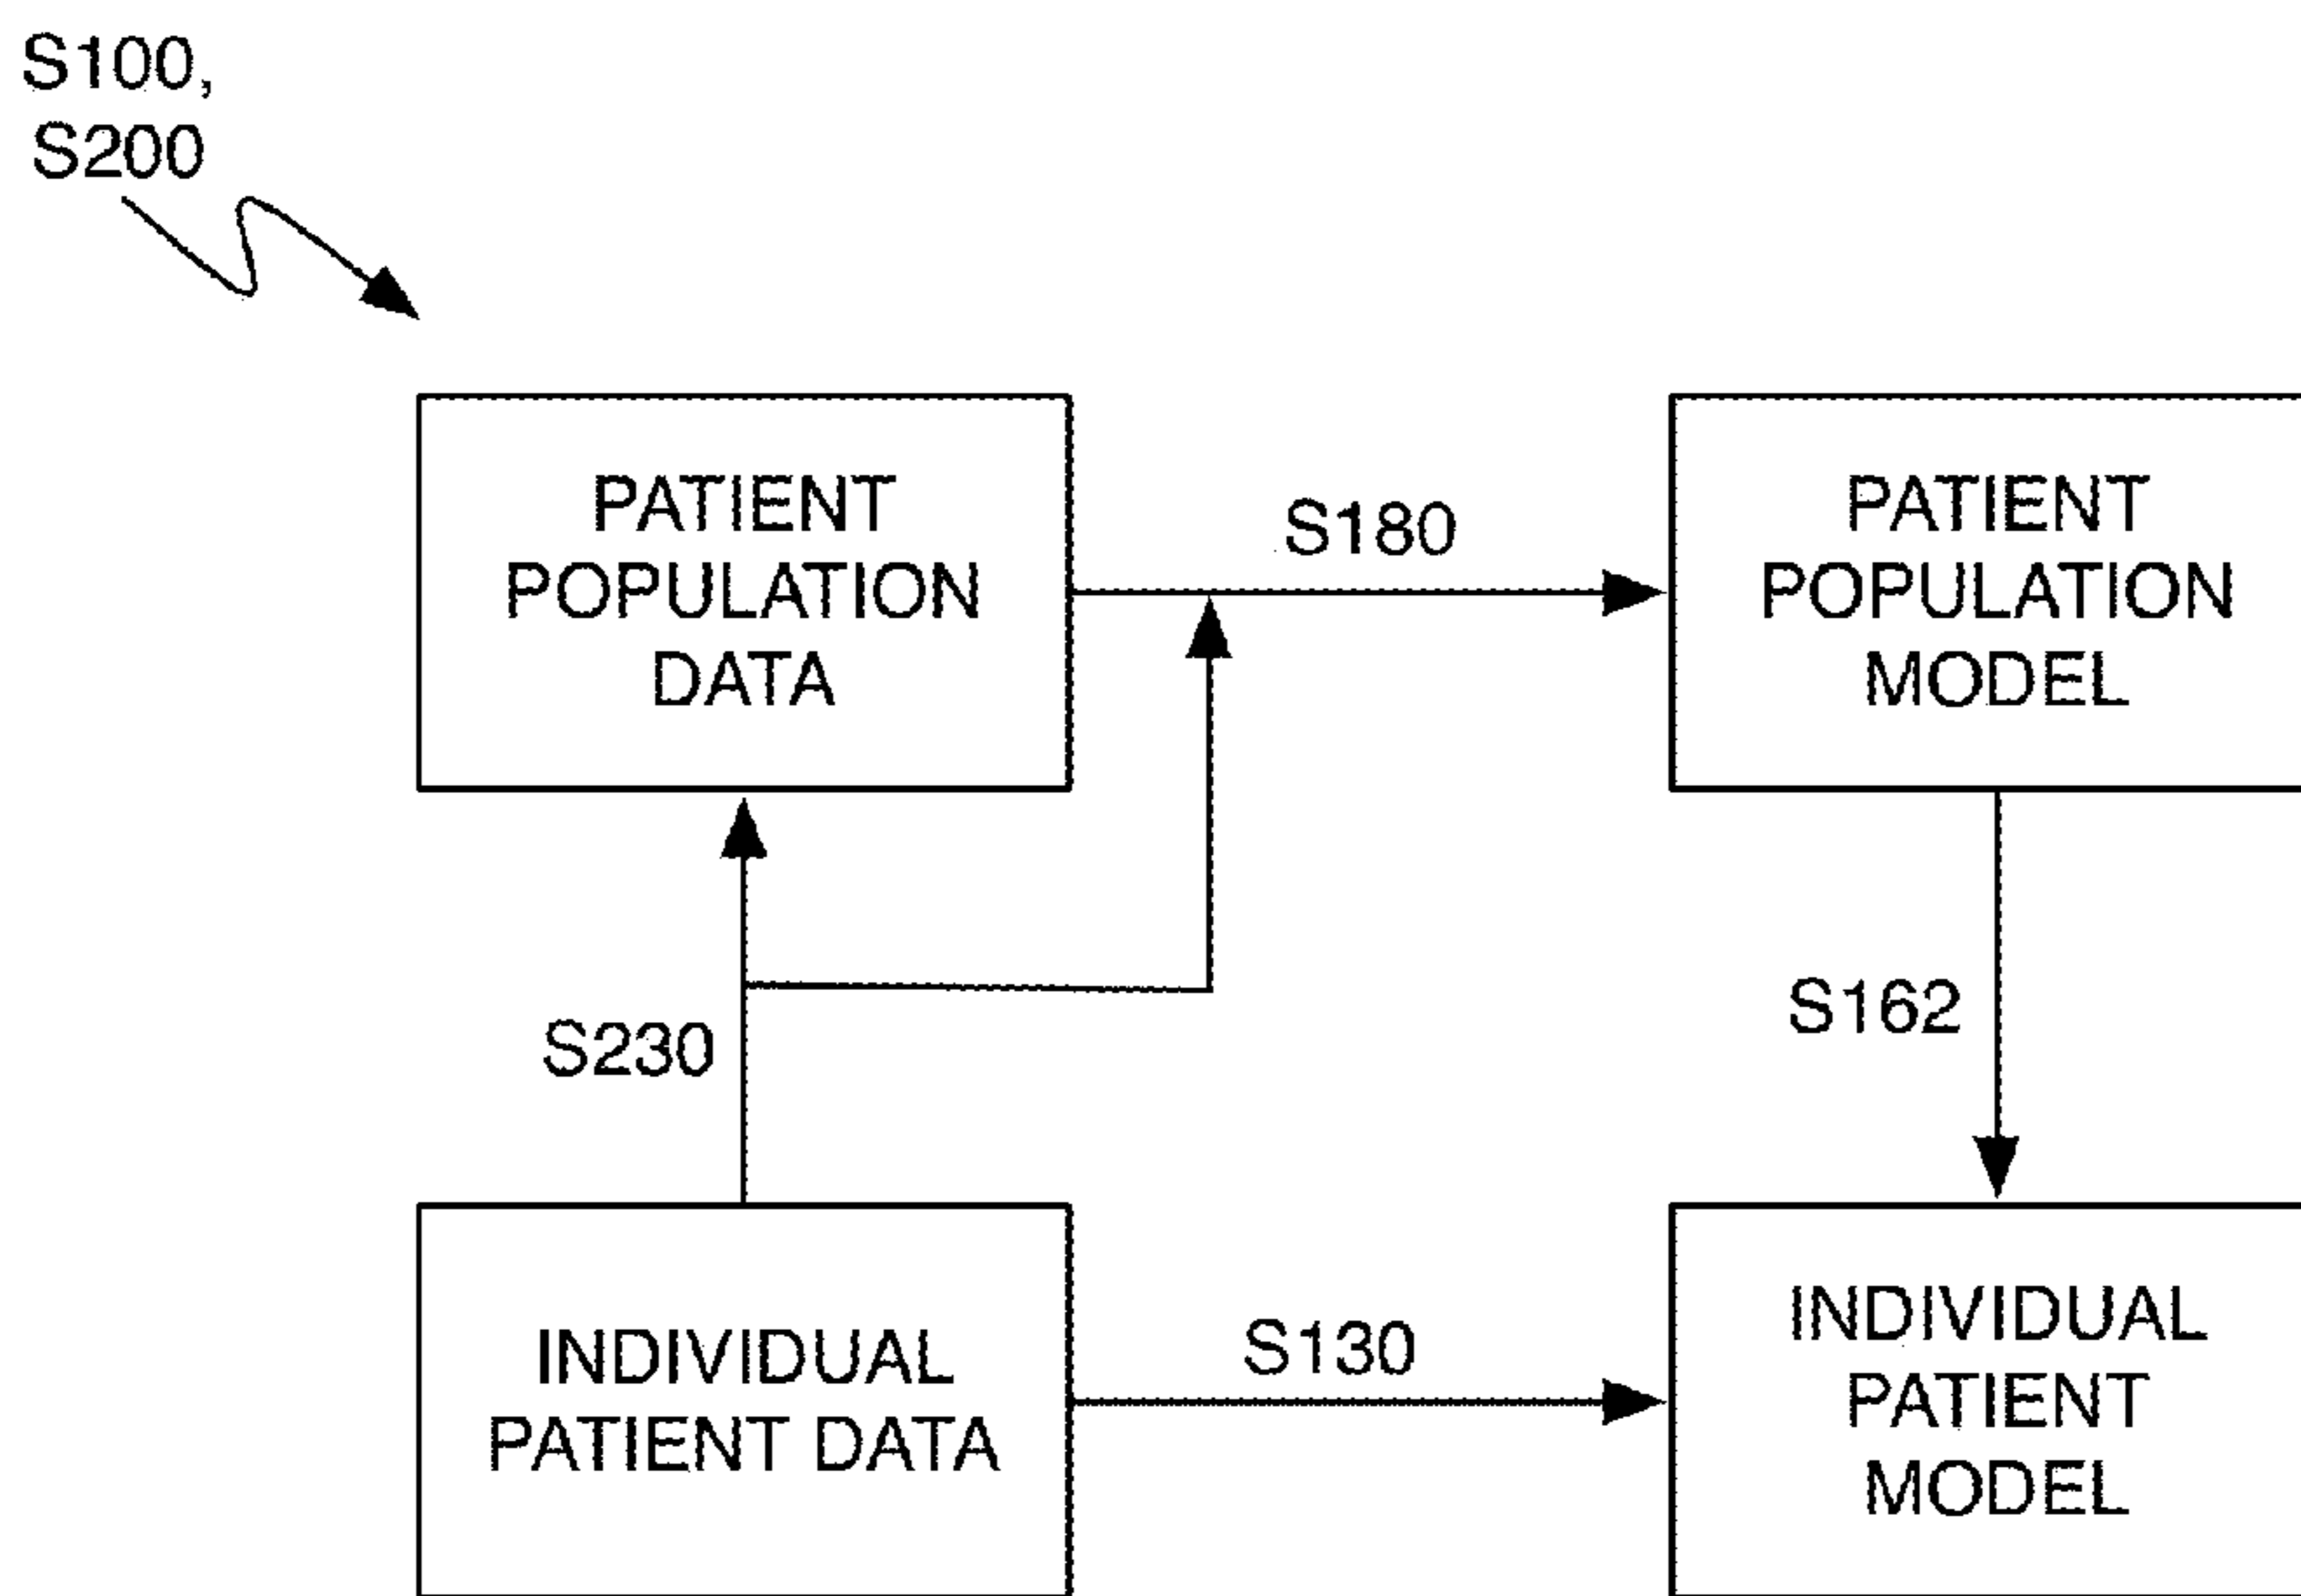 S100,
S200
PATIENT
POPULATION
DATA
S180
PATIENT
POPULATION
MODEL
S230
S162
INDIVIDUAL
PATIENT DATA
S130
INDIVIDUAL
PATIENT
MODEL